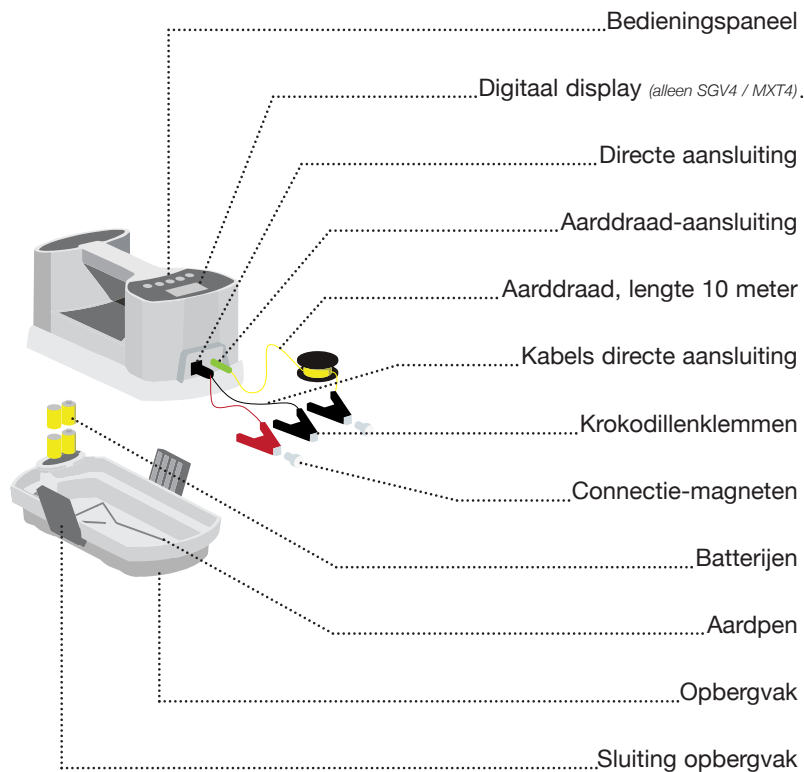 Bedieningspaneel
Digitaal display (alleen SGV4 / MXT4).
Directe aansluiting
Aarddraad-aansluiting
Aarddraad, lengte 10 meter
Kabels directe aansluiting
Krokodillenklemmen
Connectie-magneten
Batterijen
Aardpen
Opbergvak
Sluiting opbergvak